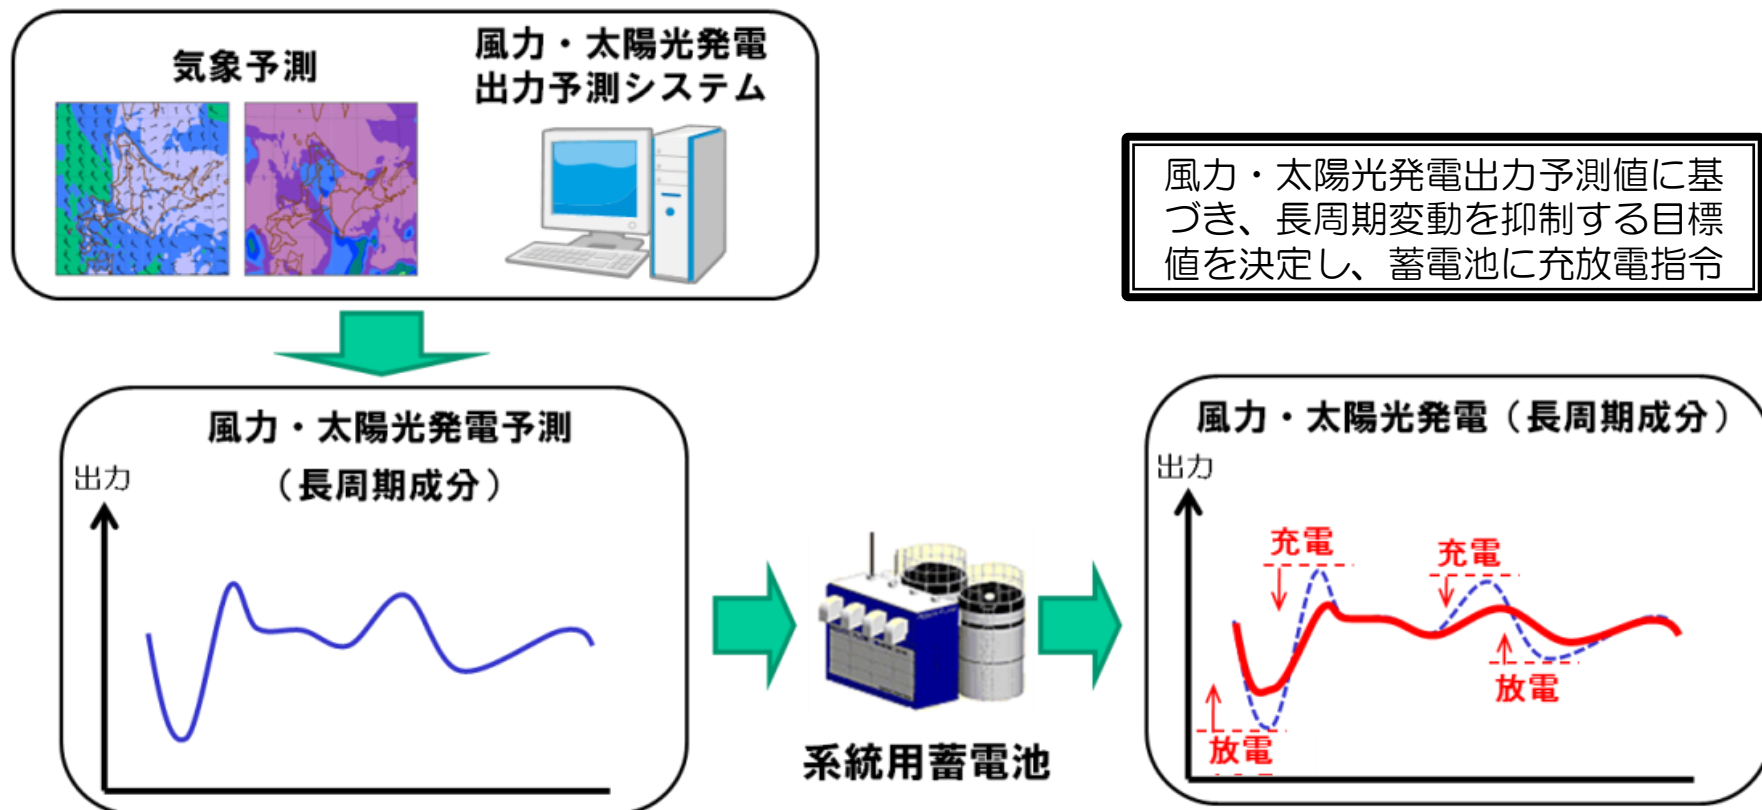 気象予測
風力・太陽光発電
出力予測システム
風力・太陽光発電出力予測値に基
づき、長周期変動を抑制する目標
値を決定し、蓄電池に充放電指令
風力・太陽光発電予測
（長周期成分）
出力
系統用蓄電池
風力・太陽光発電（長周期成分）
出力
充電
充電
放電
放電